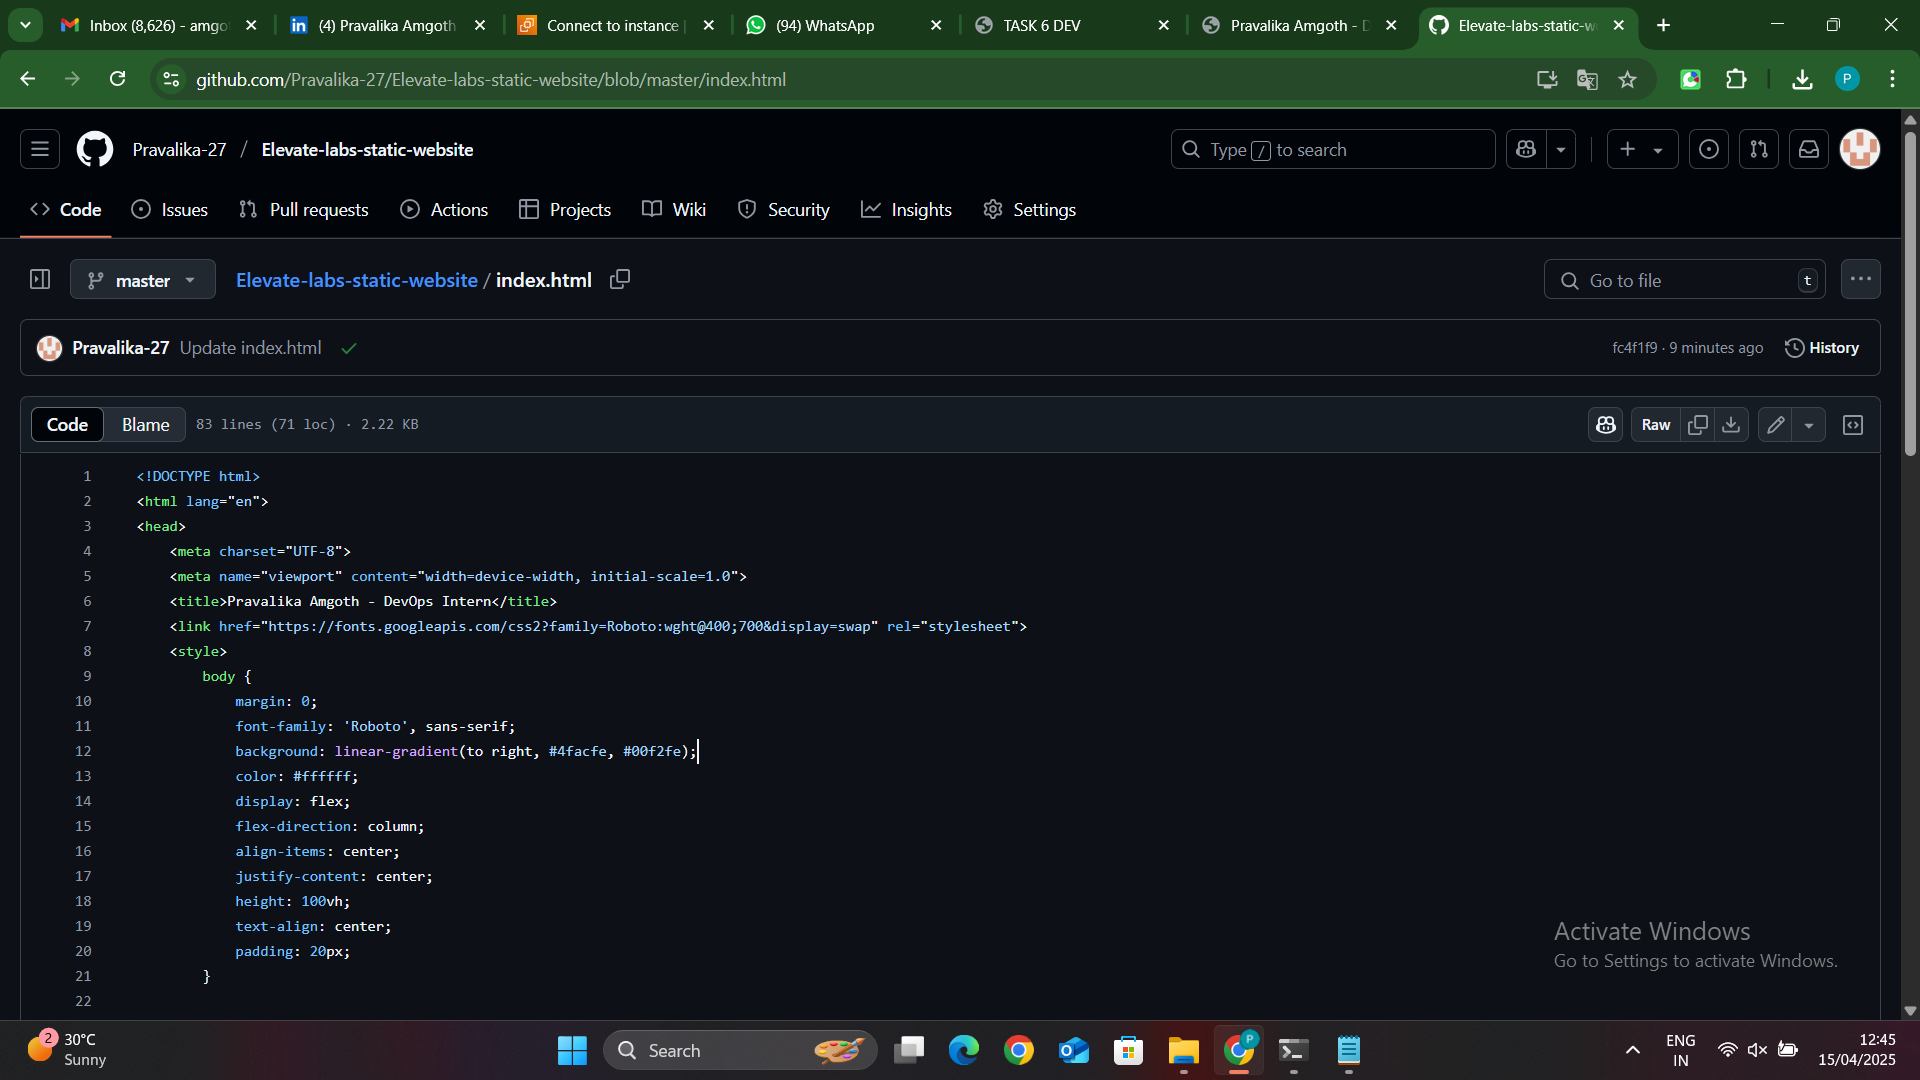 Inbox (8,626) - amgo
(4) Pravalika Amgoth
Connect to instance
(94) WhatsApp
TASK 6 DEV
Pravalika Amgoth - D
Elevate-labs-static-w
github.com/Pravalika-27/Elevate-labs-static-website/blob/master/index.html
P
Pravalika-27 / Elevate-labs-static-website
Type / to search
Code
Issues
Pull requests
Actions
Projects
Wiki
Security
Insights
Settings
master
Elevate-labs-static-website / index.html
Go to file
t
Pravalika-27 Update index.html
fc4f1f9 · 9 minutes ago
History
Code
Blame
83 lines (71 loc) · 2.22 KB
Raw
1 <!DOCTYPE html>
2 <html lang="en">
3 <head>
4 <meta charset="UTF-8">
5 <meta name="viewport" content="width=device-width, initial-scale=1.0">
6 <title>Pravalika Amgoth - DevOps Intern</title>
7 <link href="https://fonts.googleapis.com/css2?family=Roboto:wght@400;700&display=swap" rel="stylesheet">
8 <style>
9 body {
10 margin: 0;
11 font-family: 'Roboto', sans-serif;
12 background: linear-gradient(to right, #4facfe, #00f2fe);
13 color: #ffffff;
14 display: flex;
15 flex-direction: column;
16 align-items: center;
17 justify-content: center;
18 height: 100vh;
19 text-align: center;
20 padding: 20px;
21 }
22
Activate Windows
Go to Settings to activate Windows.
2
30°C
Sunny
Search
P
ENG
IN
12:45
15/04/2025